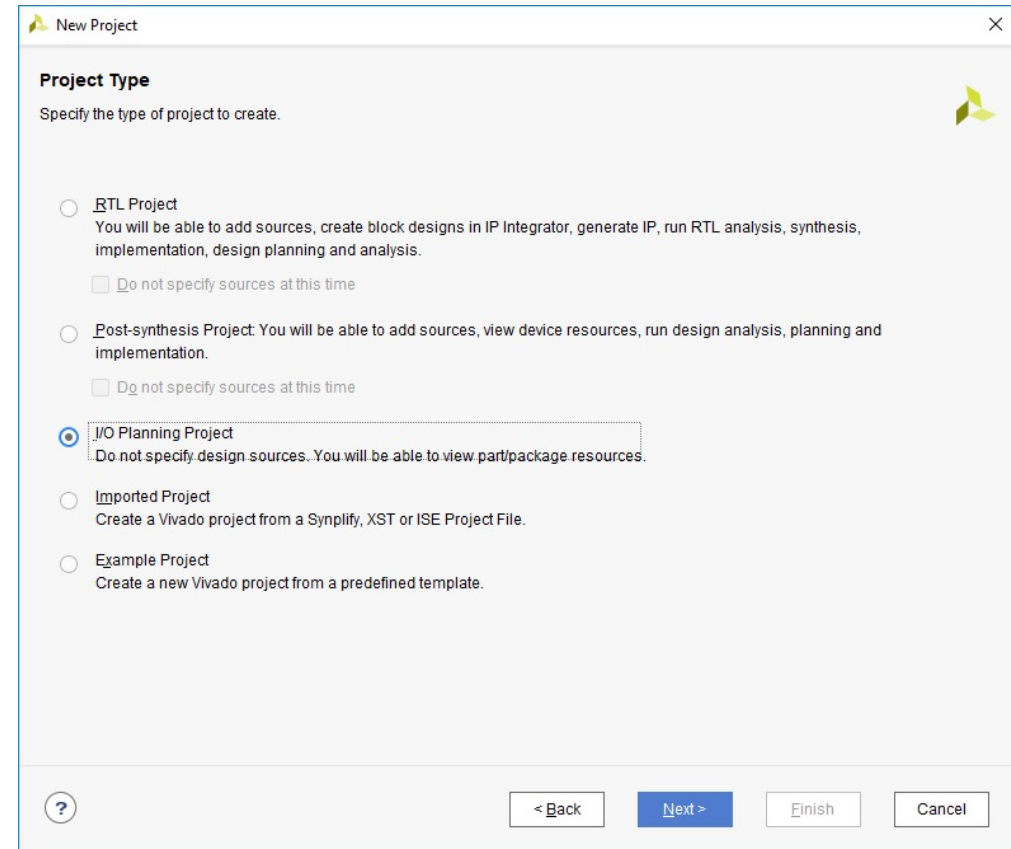 New Project
Project Type
Specify the type of project to create.
RTL Project
You will be able to add sources, create block designs in IP Integrator, generate IP, run RTL analysis, synthesis,
implementation, design planning and analysis.
Do not specify sources at this time
Post-synthesis Project: You will be able to add sources, view device resources, run design analysis, planning and
implementation.
Do not specify sources at this time
I/O Planning Project
Do not specify design sources. You will be able to view part/package resources.
Imported Project
Create a Vivado project from a Synplify, XST or ISE Project File.
Example Project
Create a new Vivado project from a predefined template.
? < Back Next > Finish Cancel